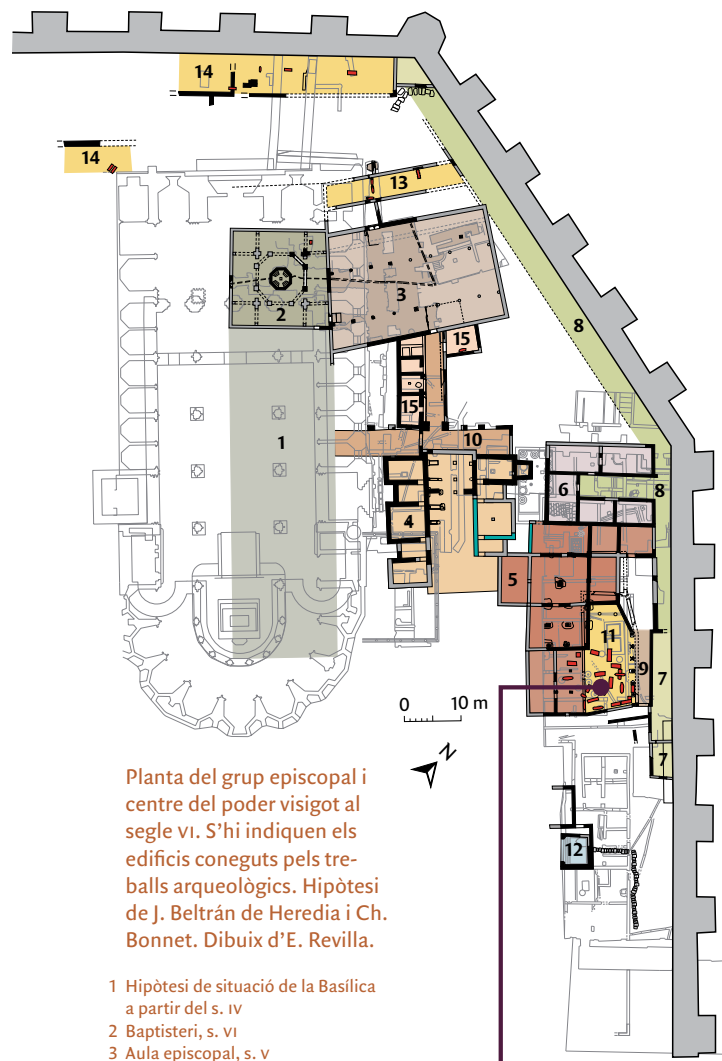 14
14
13
3
2
8
15
15
1
10
6
8
4
5
11
9
7
0 10 m
N
7
12
Planta del grup episcopal i
centre del poder visigot al
segle VI. S’hi indiquen els
edificis coneguts pels tre-
balls arqueològics. Hipòtesi
de J. Beltrán de Heredia i Ch.
Bonnet. Dibuix d’E. Revilla.
1 Hipòtesi de situació de la Basílica
a partir del s. IV
2 Baptisteri, s. VI
3 Aula episcopal, s. V